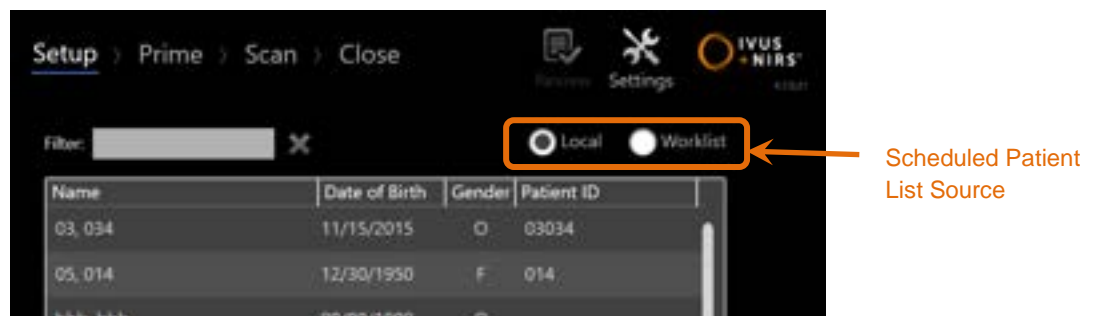 Setup > Prime > Scan > Close
Review
Settings
IVUS
+NIRS
Filter:
Local
Worklist
Scheduled Patient
List Source
Name Date of Birth Gender Patient ID
03, 034 11/15/2015 O 03034
05, 014 12/30/1950 F 014